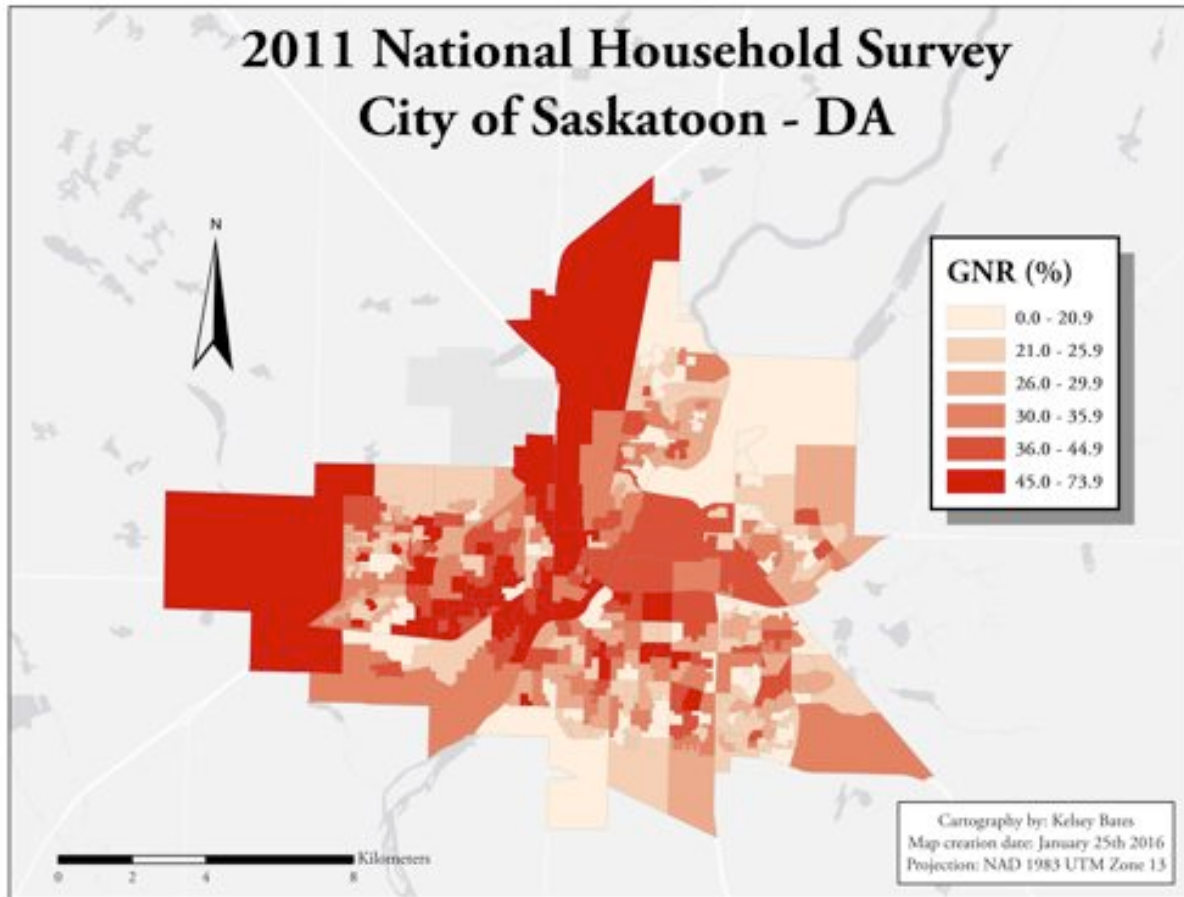 2011 National Household Survey
City of Saskatoon - DA
N
GNR (%)
0.0 - 20.9
21.0 - 25.9
26.0 - 29.9
30.0 - 35.9
36.0 - 44.9
45.0 - 73.9
Kilometers
0 2 4 8
Cartography by: Kelsey Bates
Map creation date: January 25th 2016
Projection: NAD 1983 UTM Zone 13